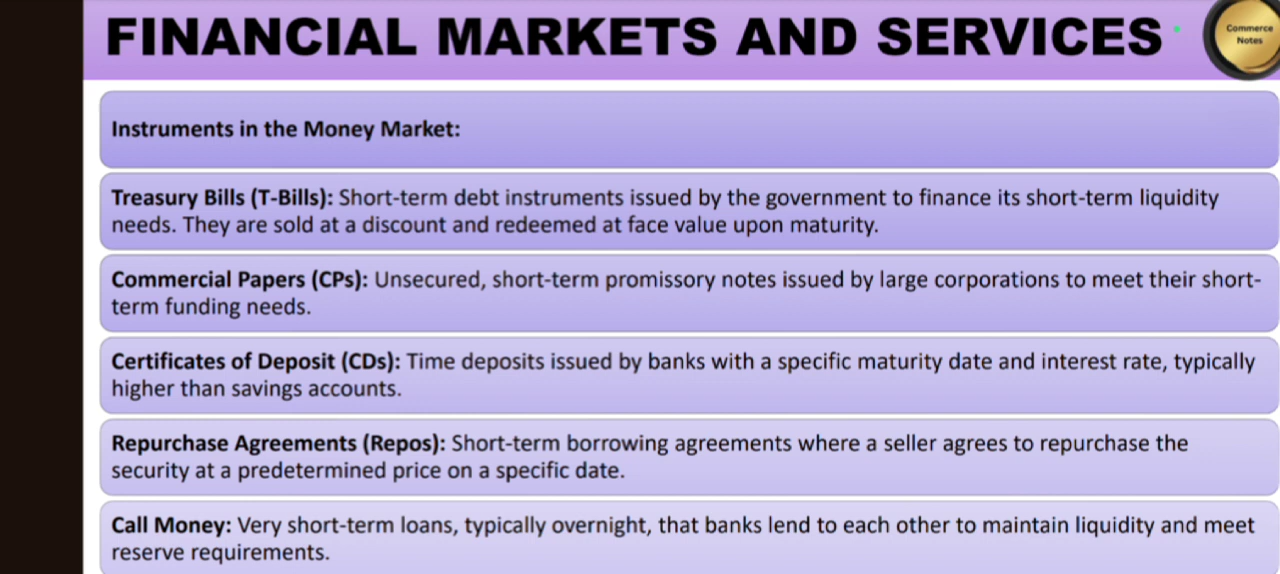 FINANCIAL MARKETS AND SERVICES
Commerce
Notes
Instruments in the Money Market:
Treasury Bills (T-Bills): Short-term debt instruments issued by the government to finance its short-term liquidity
needs. They are sold at a discount and redeemed at face value upon maturity.
Commercial Papers (CPs): Unsecured, short-term promissory notes issued by large corporations to meet their short-
term funding needs.
Certificates of Deposit (CDs): Time deposits issued by banks with a specific maturity date and interest rate, typically
higher than savings accounts.
Repurchase Agreements (Repos): Short-term borrowing agreements where a seller agrees to repurchase the
security at a predetermined price on a specific date.
Call Money: Very short-term loans, typically overnight, that banks lend to each other to maintain liquidity and meet
reserve requirements.